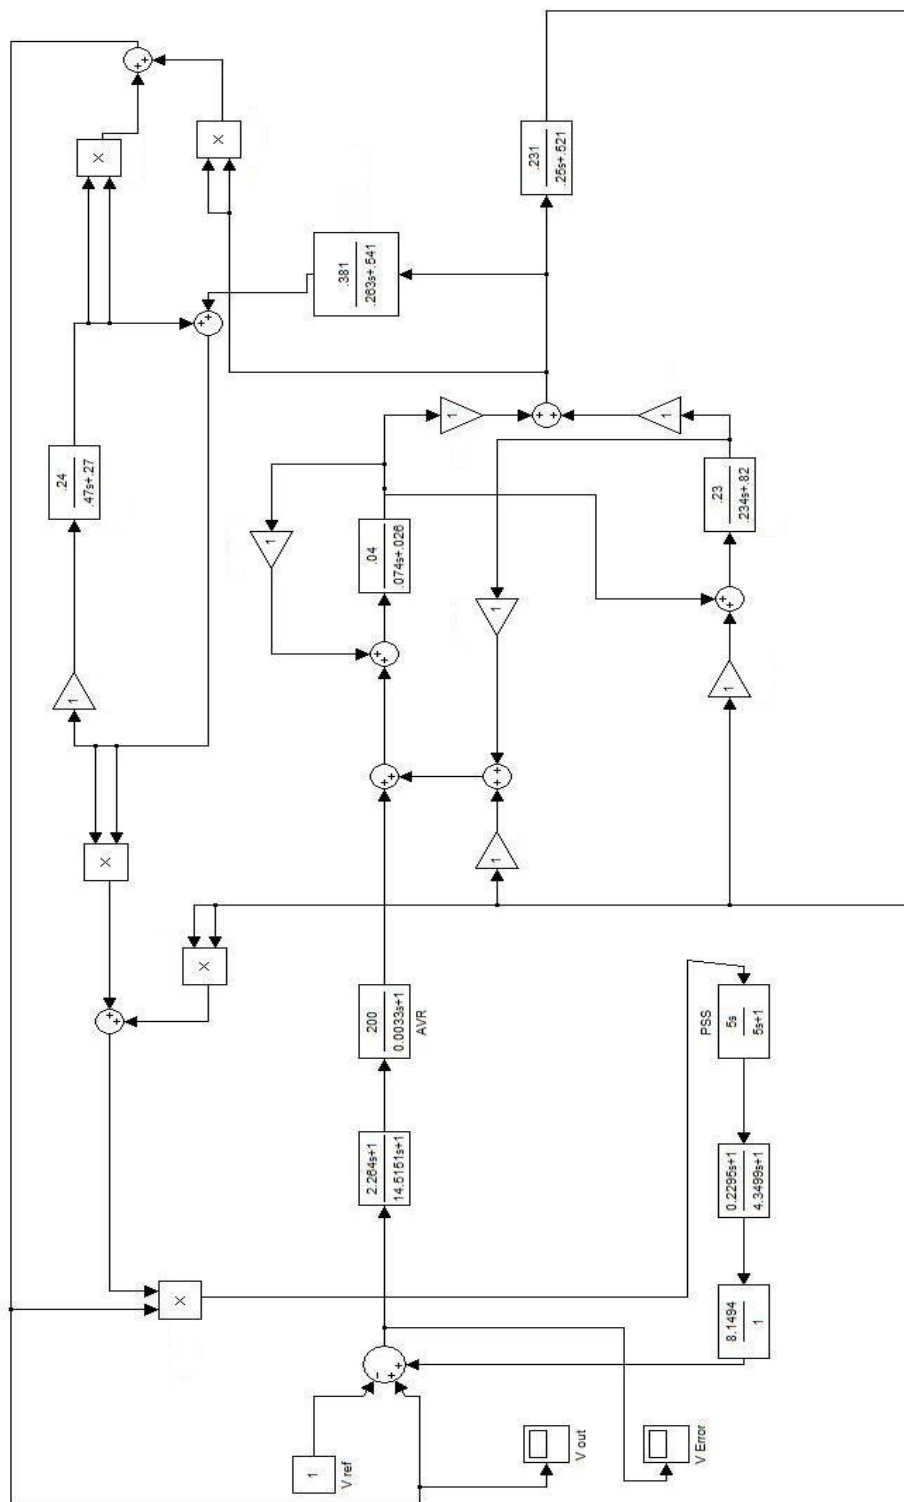 1
.24
.47s+.27
×
×
+
+
+
+
×
×
×
+
+
1
V ref
1
.381
.263s+.541
-
+
+
2.264s+1
14.5151s+1
200
0.0033s+1
AVR
+
+
+
+
.04
.074s+.026
1
1
+
+
1
+
+
.231
.25s+.521
V out
1
V Error
PSS
8.1494
1
0.2295s+1
4.3499s+1
5s
5s+1
1
+
+
.23
.234s+.82